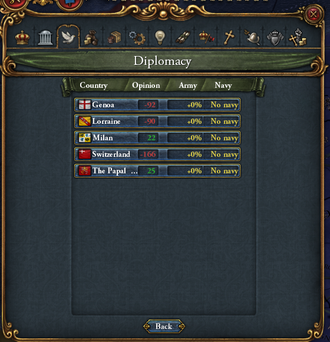 Diplomacy
Country Opinion Army Navy
Genoa -92 +0% No navy
Lorraine -90 +0% No navy
Milan 22 +0% No navy
Switzerland -166 +0% No navy
The Papal ... 25 +0% No navy
Back